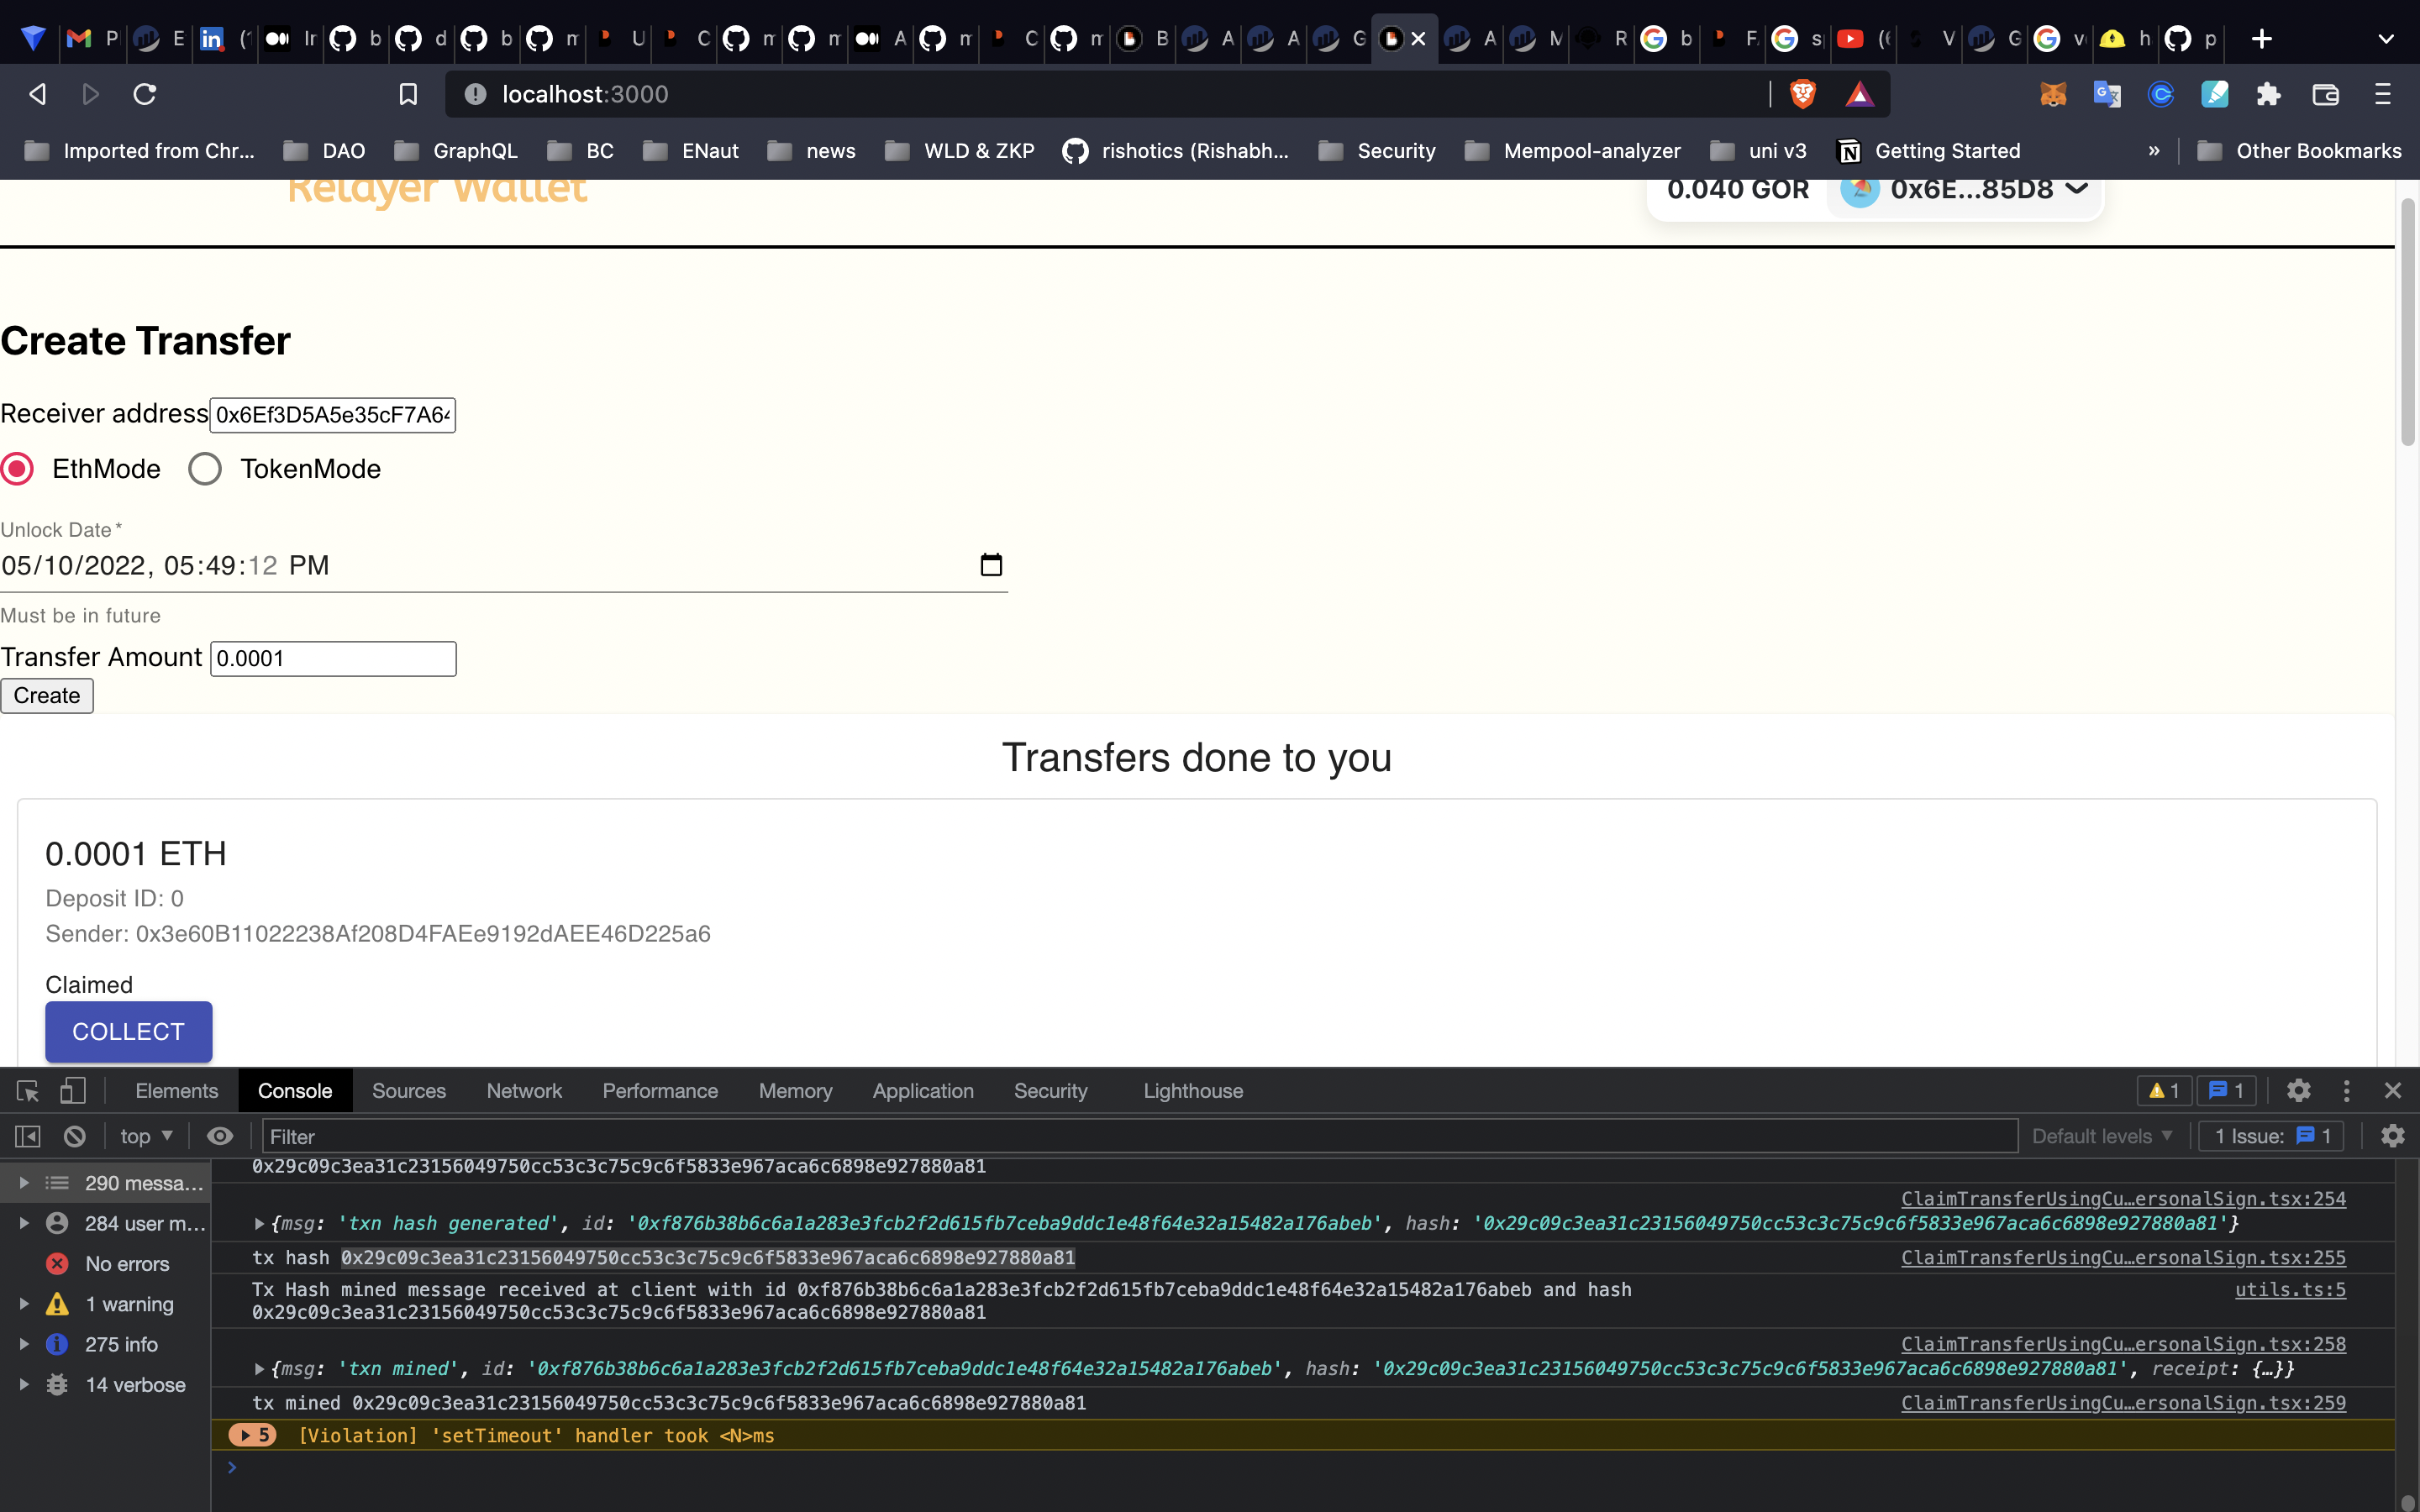 localhost:3000
Imported from Chr... DAO GraphQL BC ENaut news WLD & ZKP rishotics (Rishabh... Security Mempool-analyzer uni v3 Getting Started » Other Bookmarks
Relayer Wallet
0.040 GOR 0x6E...85D8
Create Transfer
Receiver address 0x6Ef3D5A5e35cF7A64
EthMode TokenMode
Unlock Date *
05/10/2022, 05:49:12 PM
Must be in future
Transfer Amount 0.0001
Create
Transfers done to you
0.0001 ETH
Deposit ID: 0
Sender: 0x3e60B11022238Af208D4FAEe9192dAEE46D225a6
Claimed
COLLECT
Elements Console Sources Network Performance Memory Application Security Lighthouse 1 1
top Filter Default levels 1 Issue: 1
290 messa...
284 user m...
No errors
1 warning
275 info
14 verbose
0x29c09c3ea31c23156049750cc53c3c75c9c6f5833e967aca6c6898e927880a81
ClaimTransferUsingCu…ersonalSign.tsx:254
{msg: 'txn hash generated', id: '0xf876b38b6c6a1a283e3fcb2f2d615fb7ceba9ddc1e48f64e32a15482a176abeb', hash: '0x29c09c3ea31c23156049750cc53c3c75c9c6f5833e967aca6c6898e927880a81'}
tx hash 0x29c09c3ea31c23156049750cc53c3c75c9c6f5833e967aca6c6898e927880a81 ClaimTransferUsingCu…ersonalSign.tsx:255
Tx Hash mined message received at client with id 0xf876b38b6c6a1a283e3fcb2f2d615fb7ceba9ddc1e48f64e32a15482a176abeb and hash utils.ts:5
0x29c09c3ea31c23156049750cc53c3c75c9c6f5833e967aca6c6898e927880a81
ClaimTransferUsingCu…ersonalSign.tsx:258
{msg: 'txn mined', id: '0xf876b38b6c6a1a283e3fcb2f2d615fb7ceba9ddc1e48f64e32a15482a176abeb', hash: '0x29c09c3ea31c23156049750cc53c3c75c9c6f5833e967aca6c6898e927880a81', receipt: {…}}
tx mined 0x29c09c3ea31c23156049750cc53c3c75c9c6f5833e967aca6c6898e927880a81 ClaimTransferUsingCu…ersonalSign.tsx:259
5 [Violation] 'setTimeout' handler took <N>ms